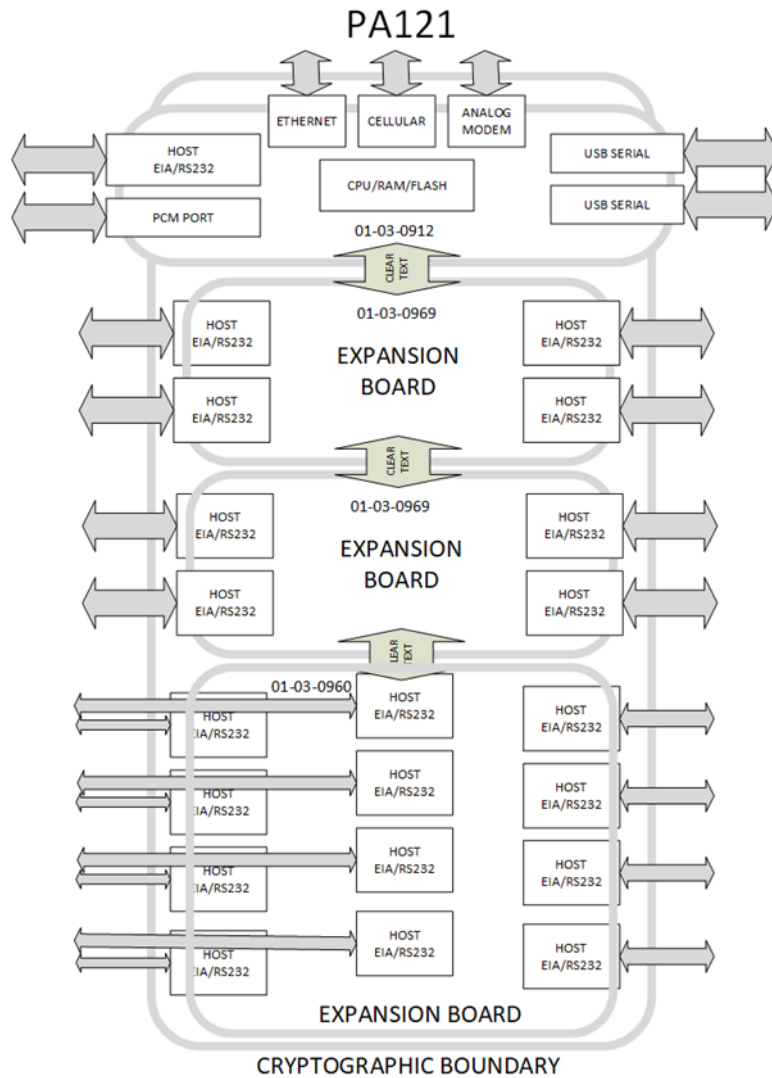 PA121
ETHERNET
CELLULAR
ANALOG
MODEM
HOST
EIA/RS232
USB SERIAL
CPU/RAM/FLASH
PCM PORT
USB SERIAL
01-03-0912
CLEAR
TEXT
01-03-0969
HOST
EIA/RS232
HOST
EIA/RS232
EXPANSION
BOARD
HOST
EIA/RS232
HOST
EIA/RS232
CLEAR
TEXT
01-03-0969
HOST
EIA/RS232
HOST
EIA/RS232
EXPANSION
BOARD
HOST
EIA/RS232
HOST
EIA/RS232
CLEAR
TEXT
01-03-0960
HOST
EIA/RS232
HOST
EIA/RS232
HOST
EIA/RS232
HOST
EIA/RS232
HOST
EIA/RS232
HOST
EIA/RS232
HOST
EIA/RS232
HOST
EIA/RS232
HOST
EIA/RS232
HOST
EIA/RS232
HOST
EIA/RS232
HOST
EIA/RS232
EXPANSION BOARD
CRYPTOGRAPHIC BOUNDARY